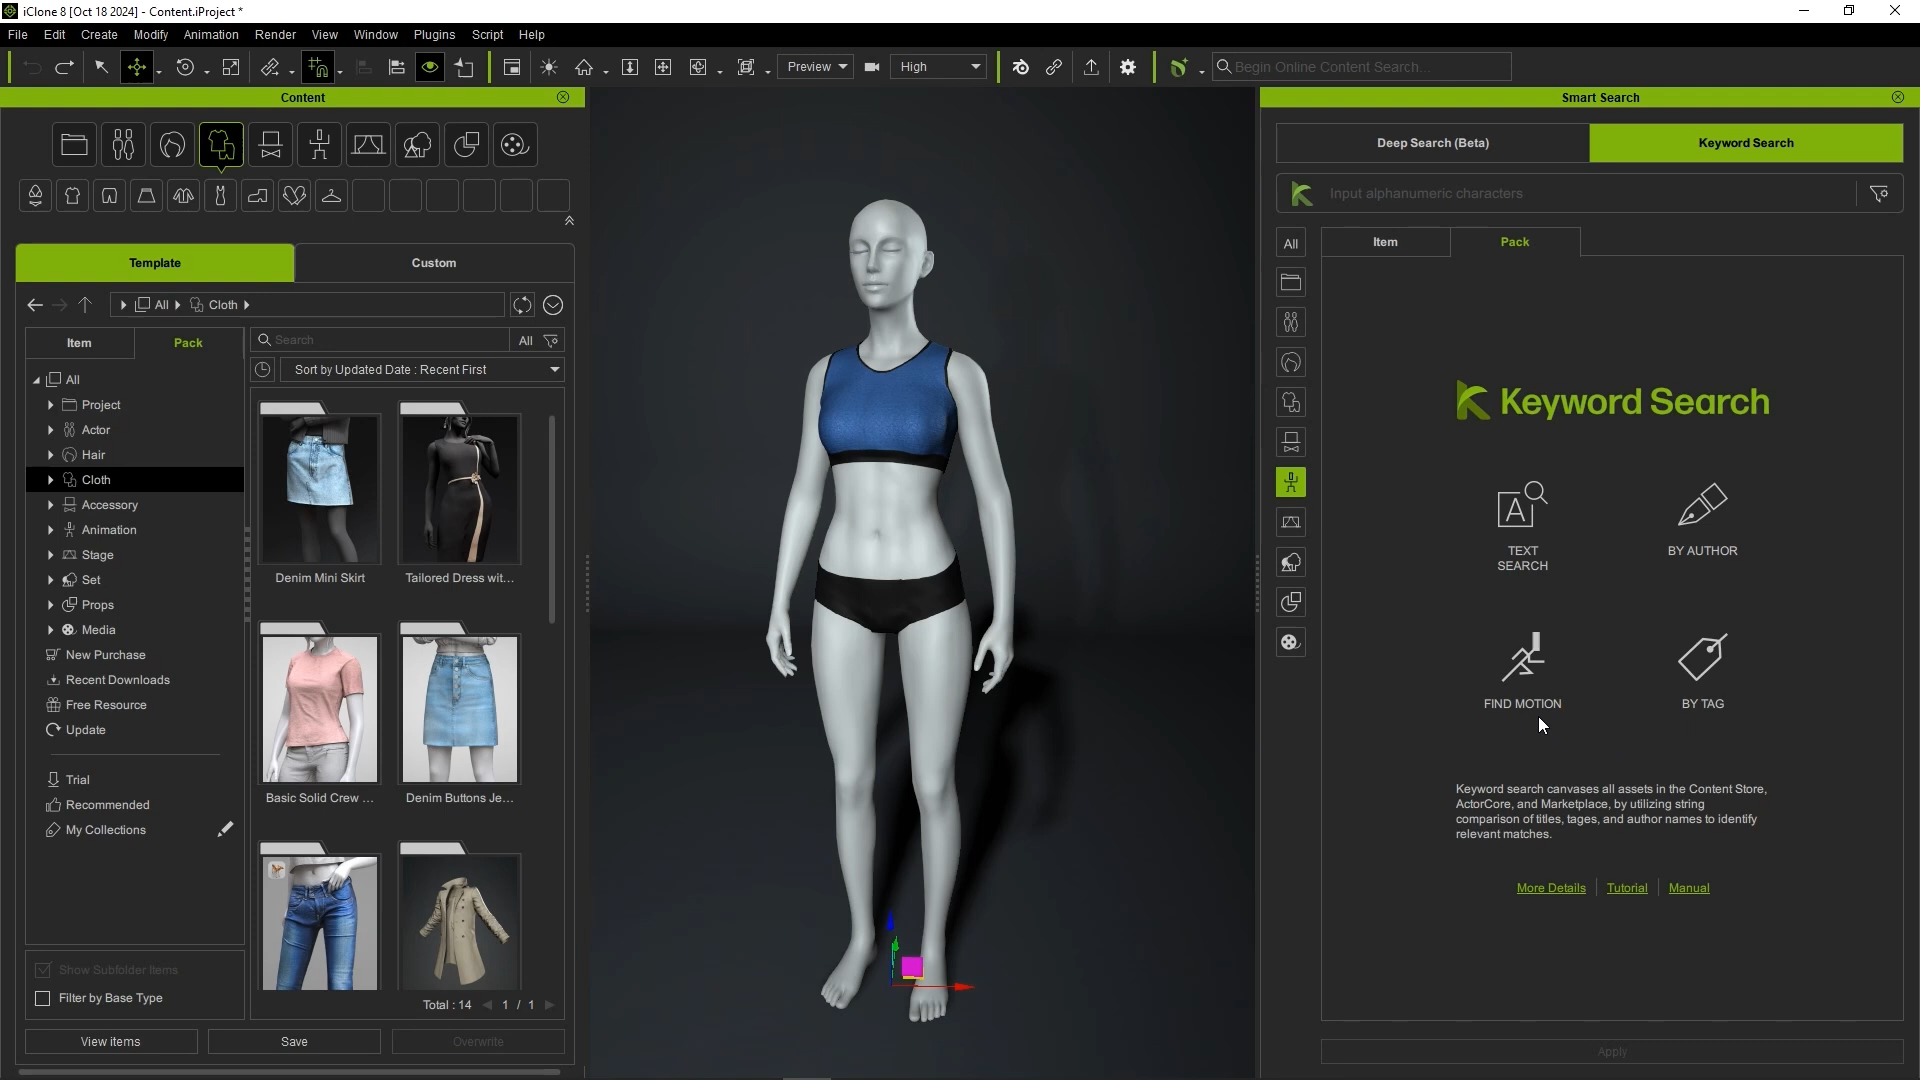 iClone 8 [Oct 18 2024] - Content.iProject *
File Edit Create Modify Animation Render View Window Plugins Script Help
Preview
High
Begin Online Content Search...
Content
Template
Custom
All
Cloth
Item
Pack
Search
All
Sort by Updated Date : Recent First
All
Project
Actor
Hair
Cloth
Accessory
Animation
Stage
Set
Props
Media
New Purchase
Recent Downloads
Free Resource
Update
Trial
Recommended
My Collections
Show Subfolder Items
Filter by Base Type
Denim Mini Skirt
Tailored Dress wit...
Basic Solid Crew ...
Denim Buttons Je...
Total : 14
1 / 1
View items
Save
Overwrite
Smart Search
Deep Search (Beta)
Keyword Search
Input alphanumeric characters
All
Item
Pack
Keyword Search
A
TEXT
SEARCH
BY AUTHOR
FIND MOTION
BY TAG
Keyword search canvases all assets in the Content Store,
ActorCore, and Marketplace, by utilizing string
comparison of titles, tages, and author names to identify
relevant matches.
More Details
Tutorial
Manual
Apply